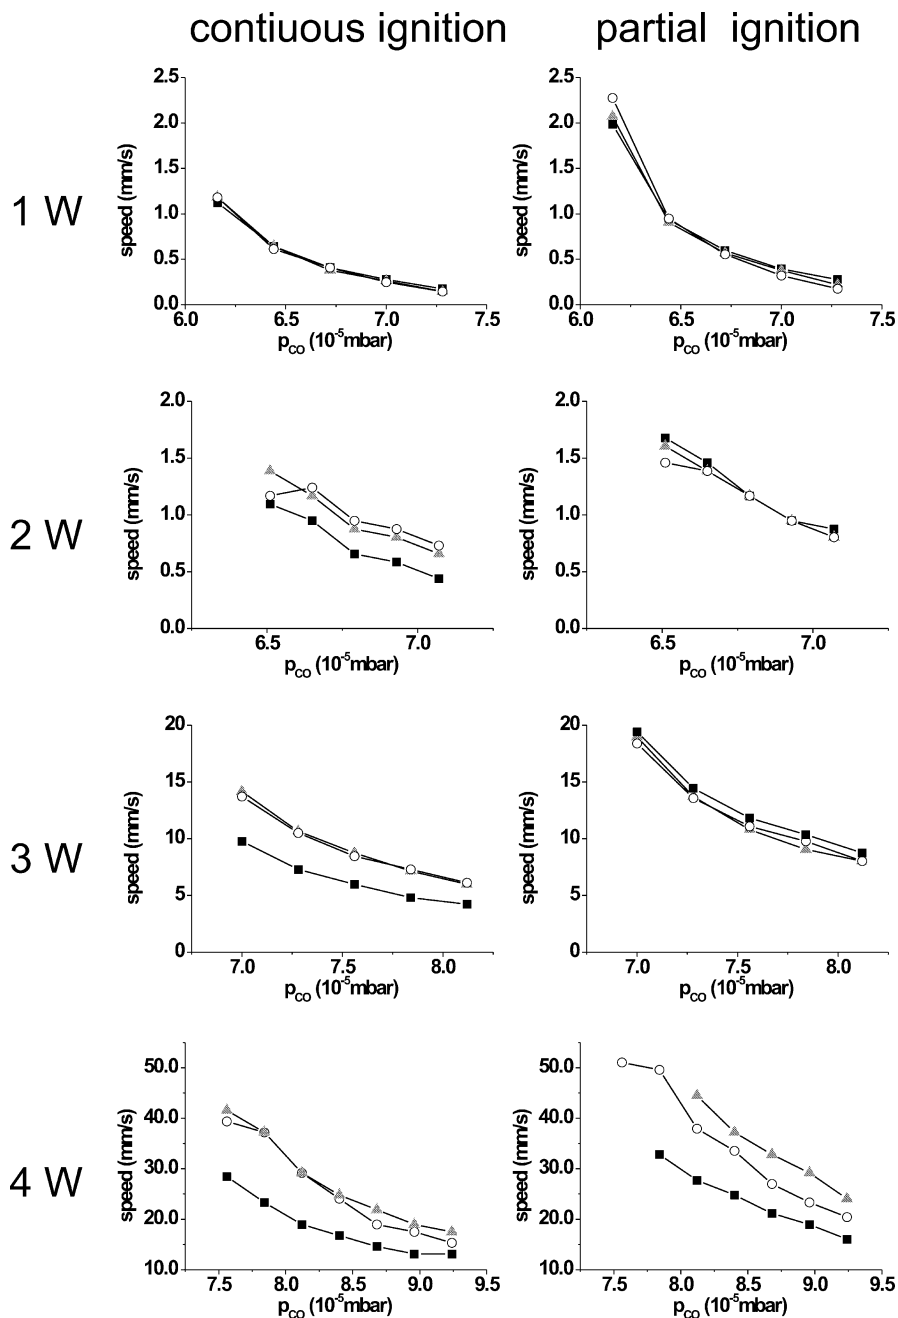 contiuous ignition partial ignition
1 W
speed (mm/s)
2.5
2.0
1.5
1.0
0.5
0.0
6.0 6.5 7.0 7.5
pCO (10-5mbar)
speed (mm/s)
2.5
2.0
1.5
1.0
0.5
0.0
6.0 6.5 7.0 7.5
pCO (10-5mbar)
2 W
speed (mm/s)
2.0
1.5
1.0
0.5
0.0
6.5 7.0
pCO (10-5mbar)
speed (mm/s)
2.0
1.5
1.0
0.5
0.0
6.5 7.0
pCO (10-5mbar)
3 W
speed (mm/s)
20
15
10
5
0
7.0 7.5 8.0
pCO (10-5mbar)
speed (mm/s)
20
15
10
5
0
7.0 7.5 8.0
pCO (10-5mbar)
4 W
speed (mm/s)
50.0
40.0
30.0
20.0
10.0
7.5 8.0 8.5 9.0 9.5
pCO (10-5mbar)
speed (mm/s)
50.0
40.0
30.0
20.0
10.0
7.5 8.0 8.5 9.0 9.5
pCO (10-5mbar)